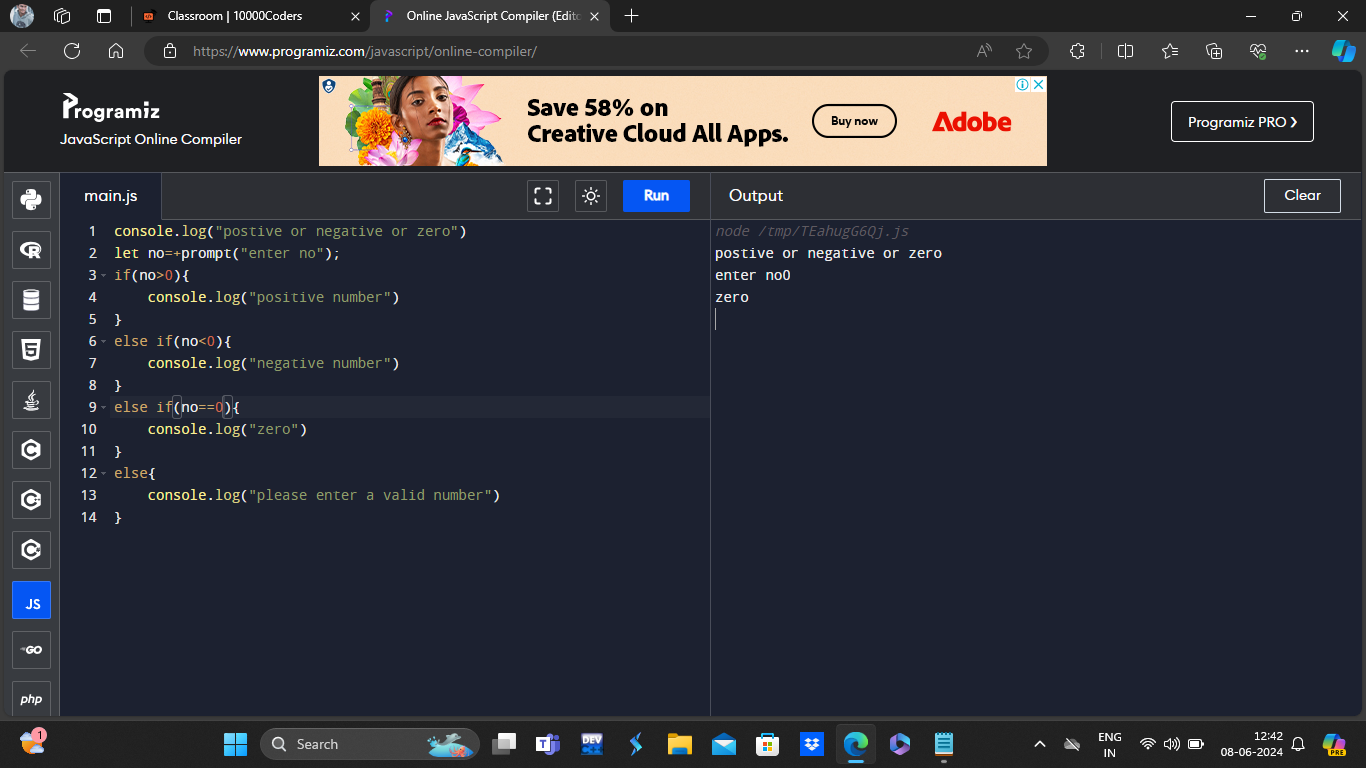 Classroom | 10000Coders
Online JavaScript Compiler (Edito
https://www.programiz.com/javascript/online-compiler/
Programiz
JavaScript Online Compiler
Save 58% on
Creative Cloud All Apps.
Buy now
Adobe
Programiz PRO ❯
main.js
Run
Output
Clear
1 console.log("postive or negative or zero")
2 let no=+prompt("enter no");
3 if(no>0){
4 console.log("positive number")
5 }
6 else if(no<0){
7 console.log("negative number")
8 }
9 else if(no==0){
10 console.log("zero")
11 }
12 else{
13 console.log("please enter a valid number")
14 }
node /tmp/TEahugG6Qj.js
postive or negative or zero
enter no0
zero
JS
GO
php
1
Search
DEV
ENG
IN
12:42
08-06-2024
PRE